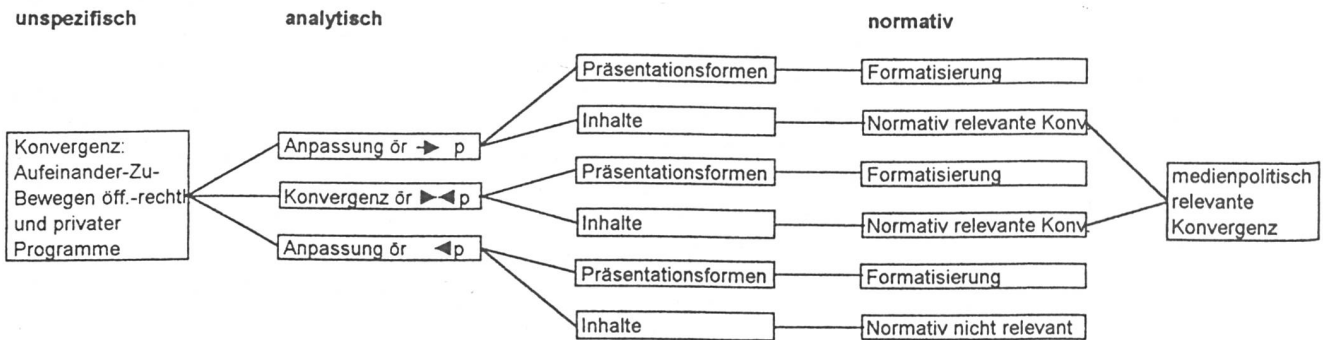 unspezifisch
analytisch
normativ
Konvergenz:
Aufeinander-Zu-
Bewegen öff.-rechtl
und privater
Programme
Anpassung ör → p
Konvergenz ör ►◄ p
Anpassung ör ◄ p
Präsentationsformen
Inhalte
Präsentationsformen
Inhalte
Präsentationsformen
Inhalte
Formatisierung
Normativ relevante Konv
Formatisierung
Normativ relevante Konv
Formatisierung
Normativ nicht relevant
medienpolitisch
relevante
Konvergenz